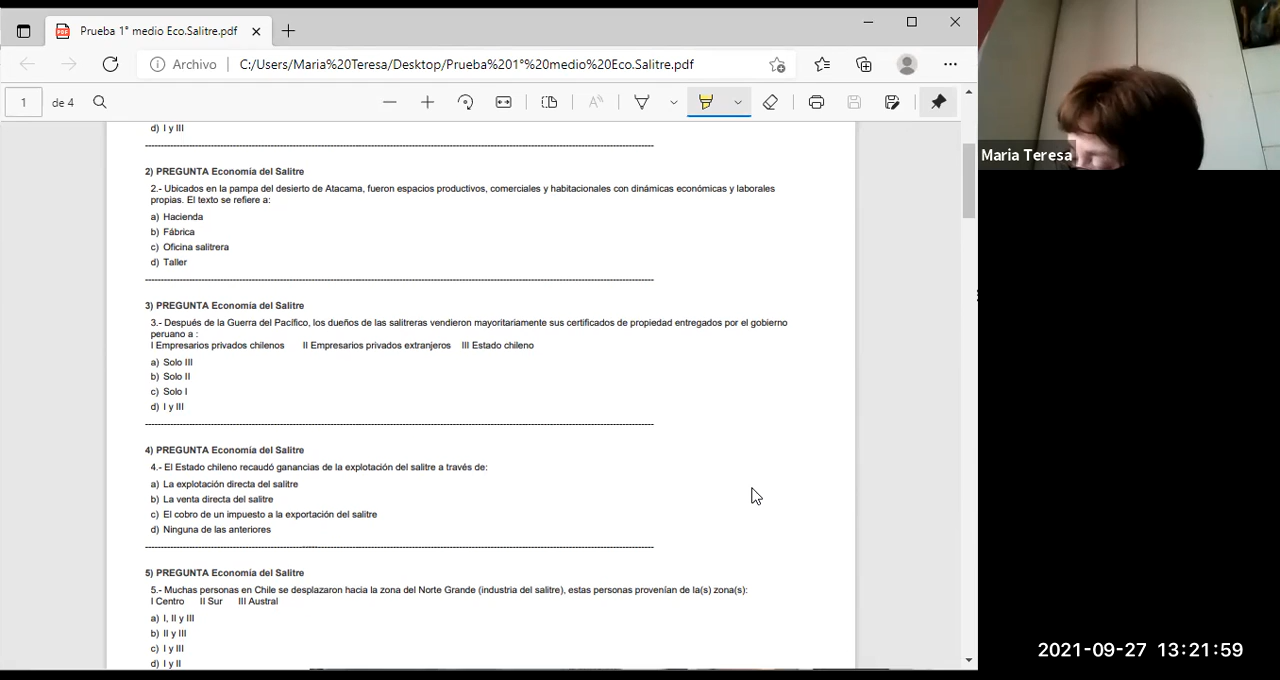 Prueba 1° medio Eco.Salitre.pdf
Archivo
C:/Users/Maria%20Teresa/Desktop/Prueba%201°%20medio%20Eco.Salitre.pdf
1 de 4
d) I y III
2) PREGUNTA Economía del Salitre
2.- Ubicados en la pampa del desierto de Atacama, fueron espacios productivos, comerciales y habitacionales con dinámicas económicas y laborales
propias. El texto se refiere a:
a) Hacienda
b) Fábrica
c) Oficina salitrera
d) Taller
3) PREGUNTA Economía del Salitre
3.- Después de la Guerra del Pacífico, los dueños de las salitreras vendieron mayoritariamente sus certificados de propiedad entregados por el gobierno
peruano a :
I Empresarios privados chilenos II Empresarios privados extranjeros III Estado chileno
a) Solo III
b) Solo II
c) Solo I
d) I y III
4) PREGUNTA Economía del Salitre
4.- El Estado chileno recaudó ganancias de la explotación del salitre a través de:
a) La explotación directa del salitre
b) La venta directa del salitre
c) El cobro de un impuesto a la exportación del salitre
d) Ninguna de las anteriores
5) PREGUNTA Economía del Salitre
5.- Muchas personas en Chile se desplazaron hacia la zona del Norte Grande (industria del salitre), estas personas provenían de la(s) zona(s):
I Centro II Sur III Austral
a) I, II y III
b) II y III
c) I y III
d) I y II
Maria Teresa
2021-09-27 13:21:59